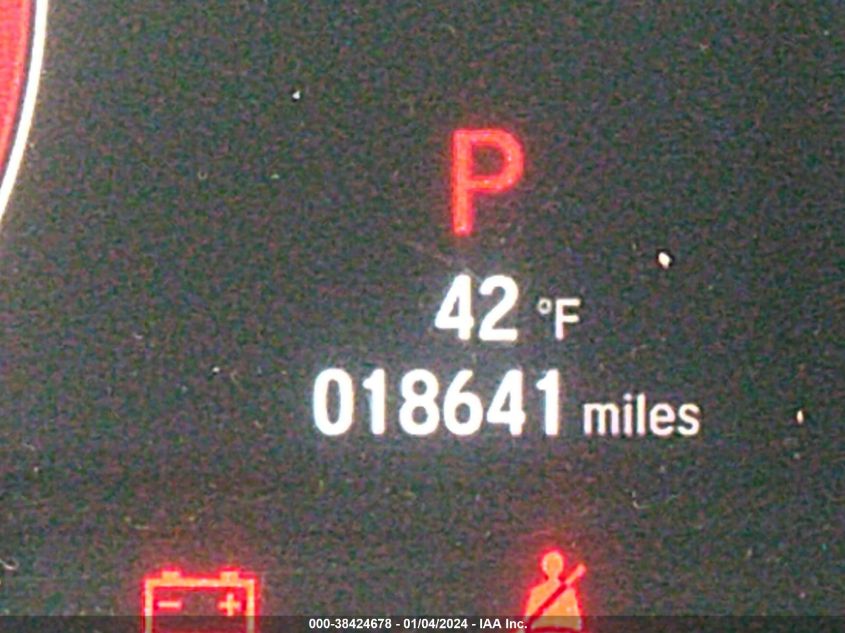 P
42 °F
018641 miles
000-38424678 - 01/04/2024 - IAA Inc.